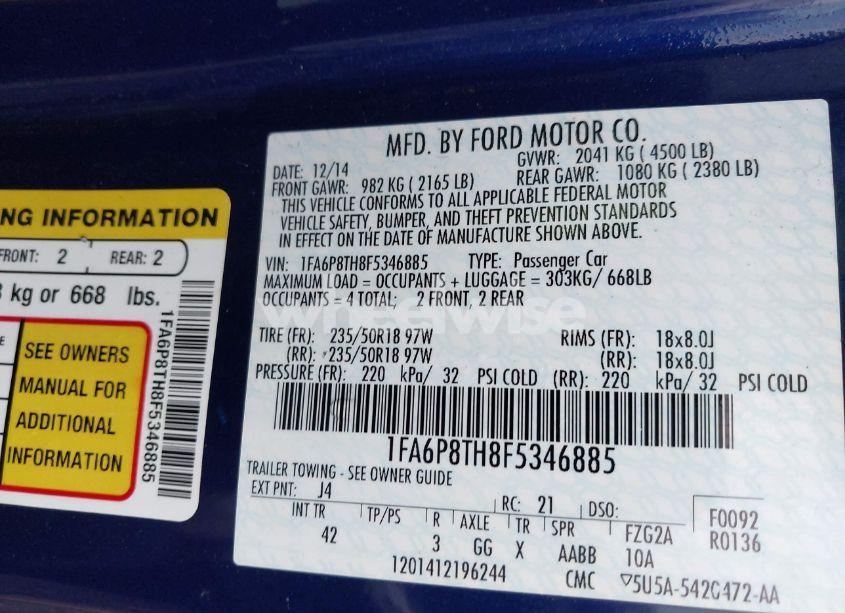 NG INFORMATION
FRONT: 2 REAR: 2
kg or 668 lbs.
SEE OWNERS
MANUAL FOR
ADDITIONAL
INFORMATION
1FA6P8TH8F5346885
MFD. BY FORD MOTOR CO.
DATE: 12/14 GVWR: 2041 KG ( 4500 LB)
FRONT GAWR: 982 KG ( 2165 LB) REAR GAWR: 1080 KG ( 2380 LB)
THIS VEHICLE CONFORMS TO ALL APPLICABLE FEDERAL MOTOR
VEHICLE SAFETY, BUMPER, AND THEFT PREVENTION STANDARDS
IN EFFECT ON THE DATE OF MANUFACTURE SHOWN ABOVE.
VIN: 1FA6P8TH8F5346885 TYPE: Passenger Car
MAXIMUM LOAD = OCCUPANTS + LUGGAGE = 303KG/ 668LB
OCCUPANTS = 4 TOTAL; 2 FRONT, 2 REAR
wheelwise
TIRE (FR): 235/50R18 97W RIMS (FR): 18x8.0J
(RR): 235/50R18 97W (RR): 18x8.0J
PRESSURE (FR): 220 kPa/ 32 PSI COLD (RR): 220 kPa/ 32 PSI COLD
1FA6P8TH8F5346885
TRAILER TOWING - SEE OWNER GUIDE
EXT PNT: J4 RC: 21 DSO: F0092
INT TR TP/PS R AXLE TR SPR FZG2A R0136
42 3 GG X AABB 10A
1201412196244 CMC ▽5U5A-542C472-AA